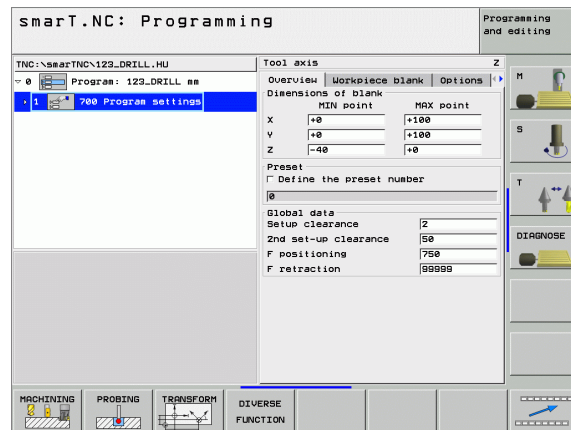 smarT.NC: Programming
Programming
and editing
TNC:\smarTNC\123_DRILL.HU
0 Program: 123_DRILL mm
1 700 Program settings
Tool axis Z
Overview Workpiece blank Options
Dimensions of blank
MIN point MAX point
X +0 +100
Y +0 +100
Z -40 +0
Preset
Define the preset number
0
Global data
Setup clearance 2
2nd set-up clearance 50
F positioning 750
F retraction 99999
M
S
T
DIAGNOSE
MACHINING
PROBING
TRANSFORM
DIVERSE
FUNCTION